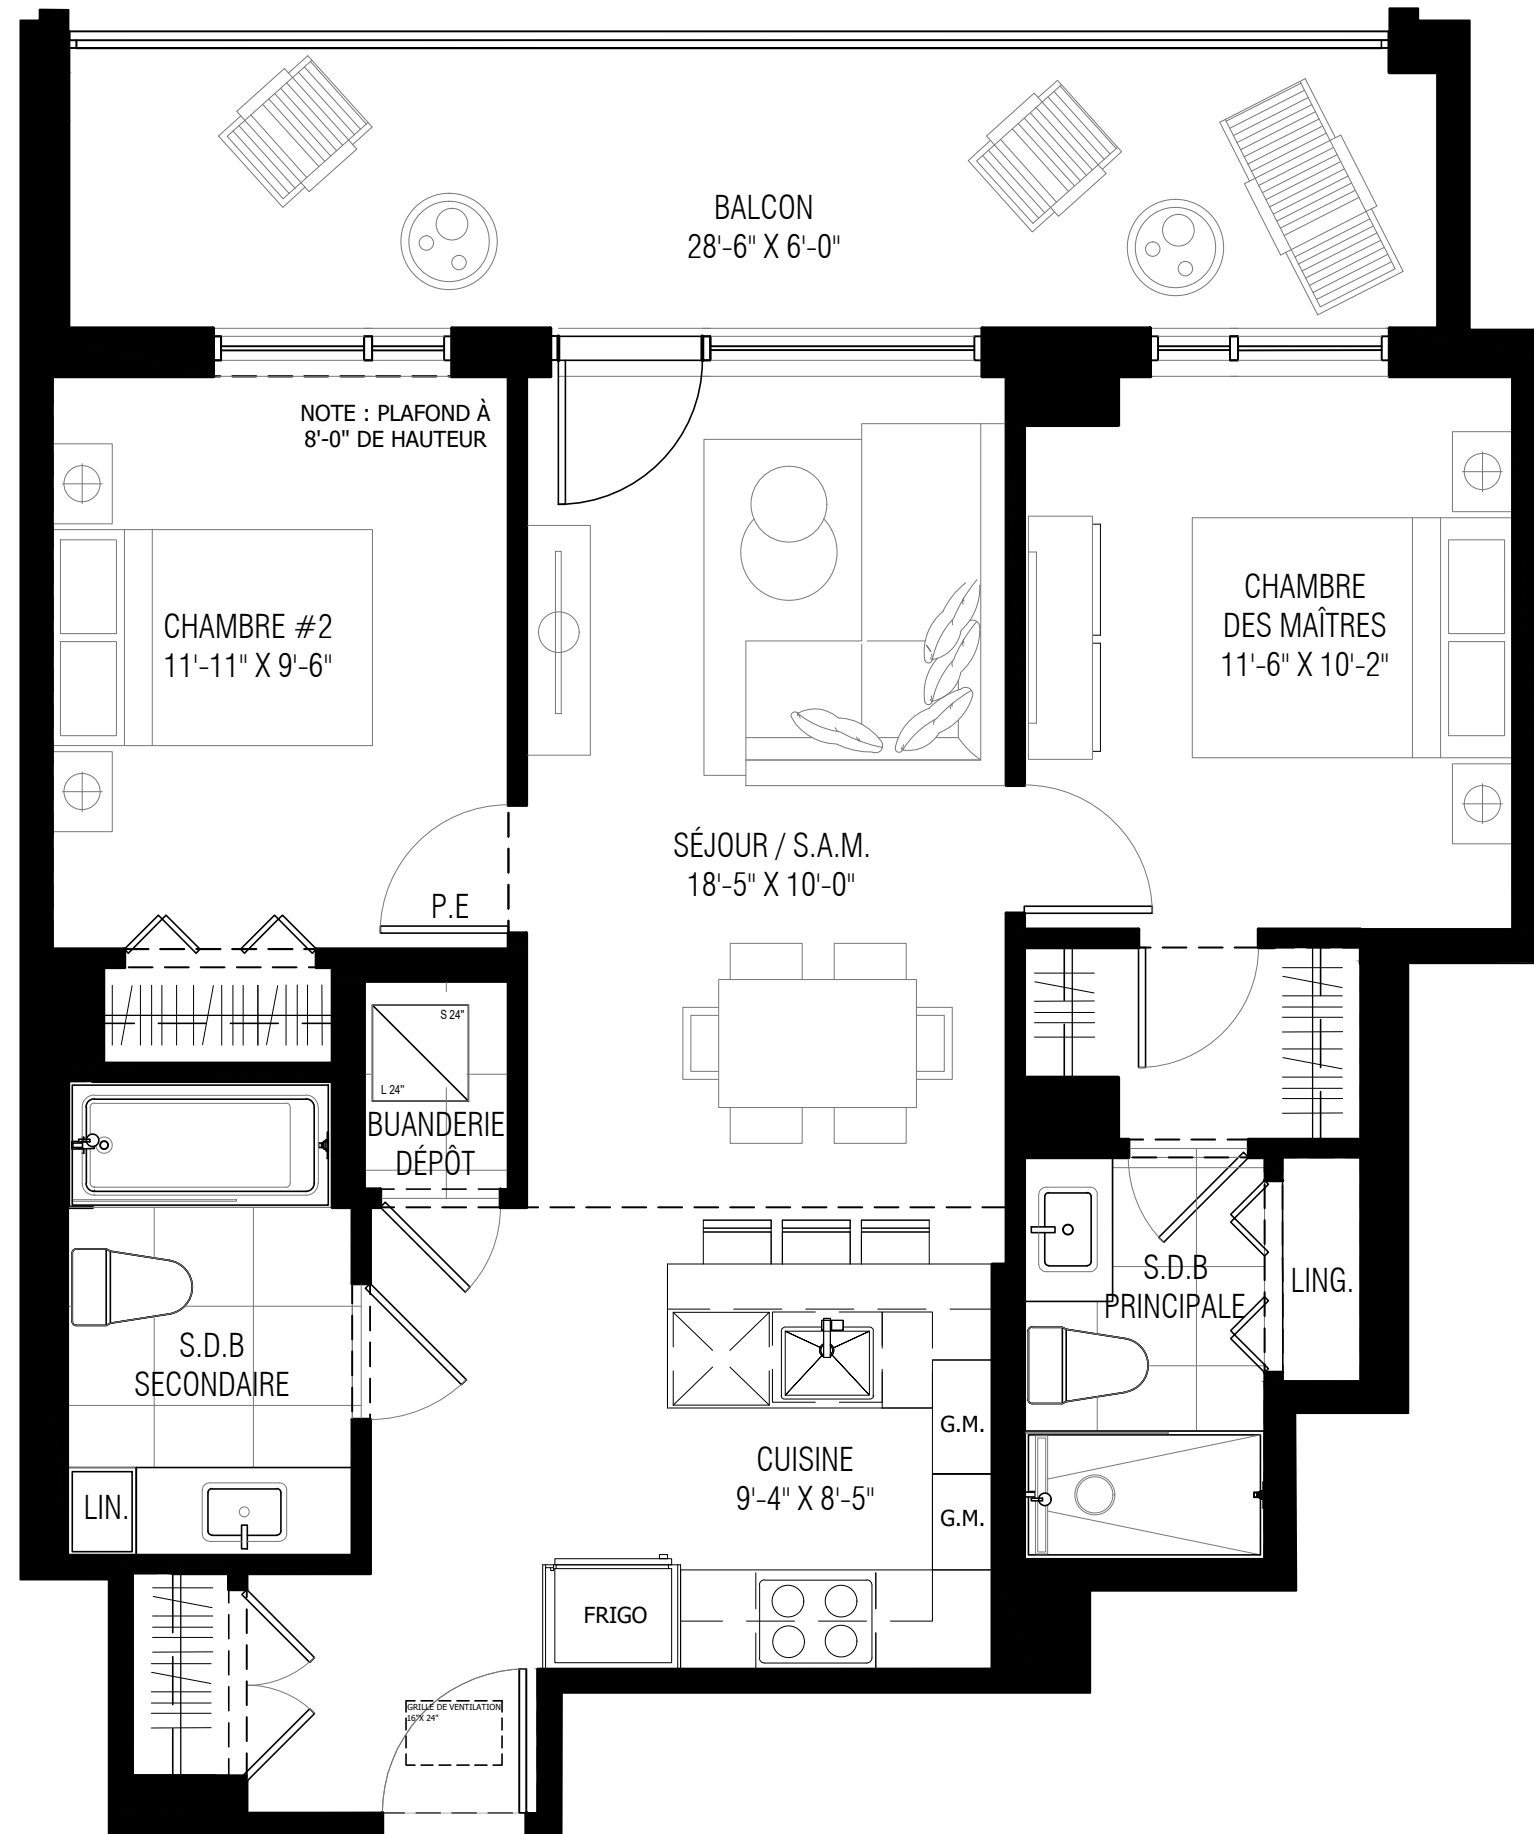 BALCON
28'-6" X 6'-0"
NOTE : PLAFOND À
8'-0" DE HAUTEUR
CHAMBRE #2
11'-11" X 9'-6"
CHAMBRE
DES MAÎTRES
11'-6" X 10'-2"
SÉJOUR / S.A.M.
18'-5" X 10'-0"
P.E
S 24"
L 24"
BUANDERIE
DÉPÔT
S.D.B
PRINCIPALE
LING.
S.D.B
SECONDAIRE
G.M.
CUISINE
9'-4" X 8'-5"
LIN.
G.M.
FRIGO
GRILLE DE VENTILATION
16"X 24"